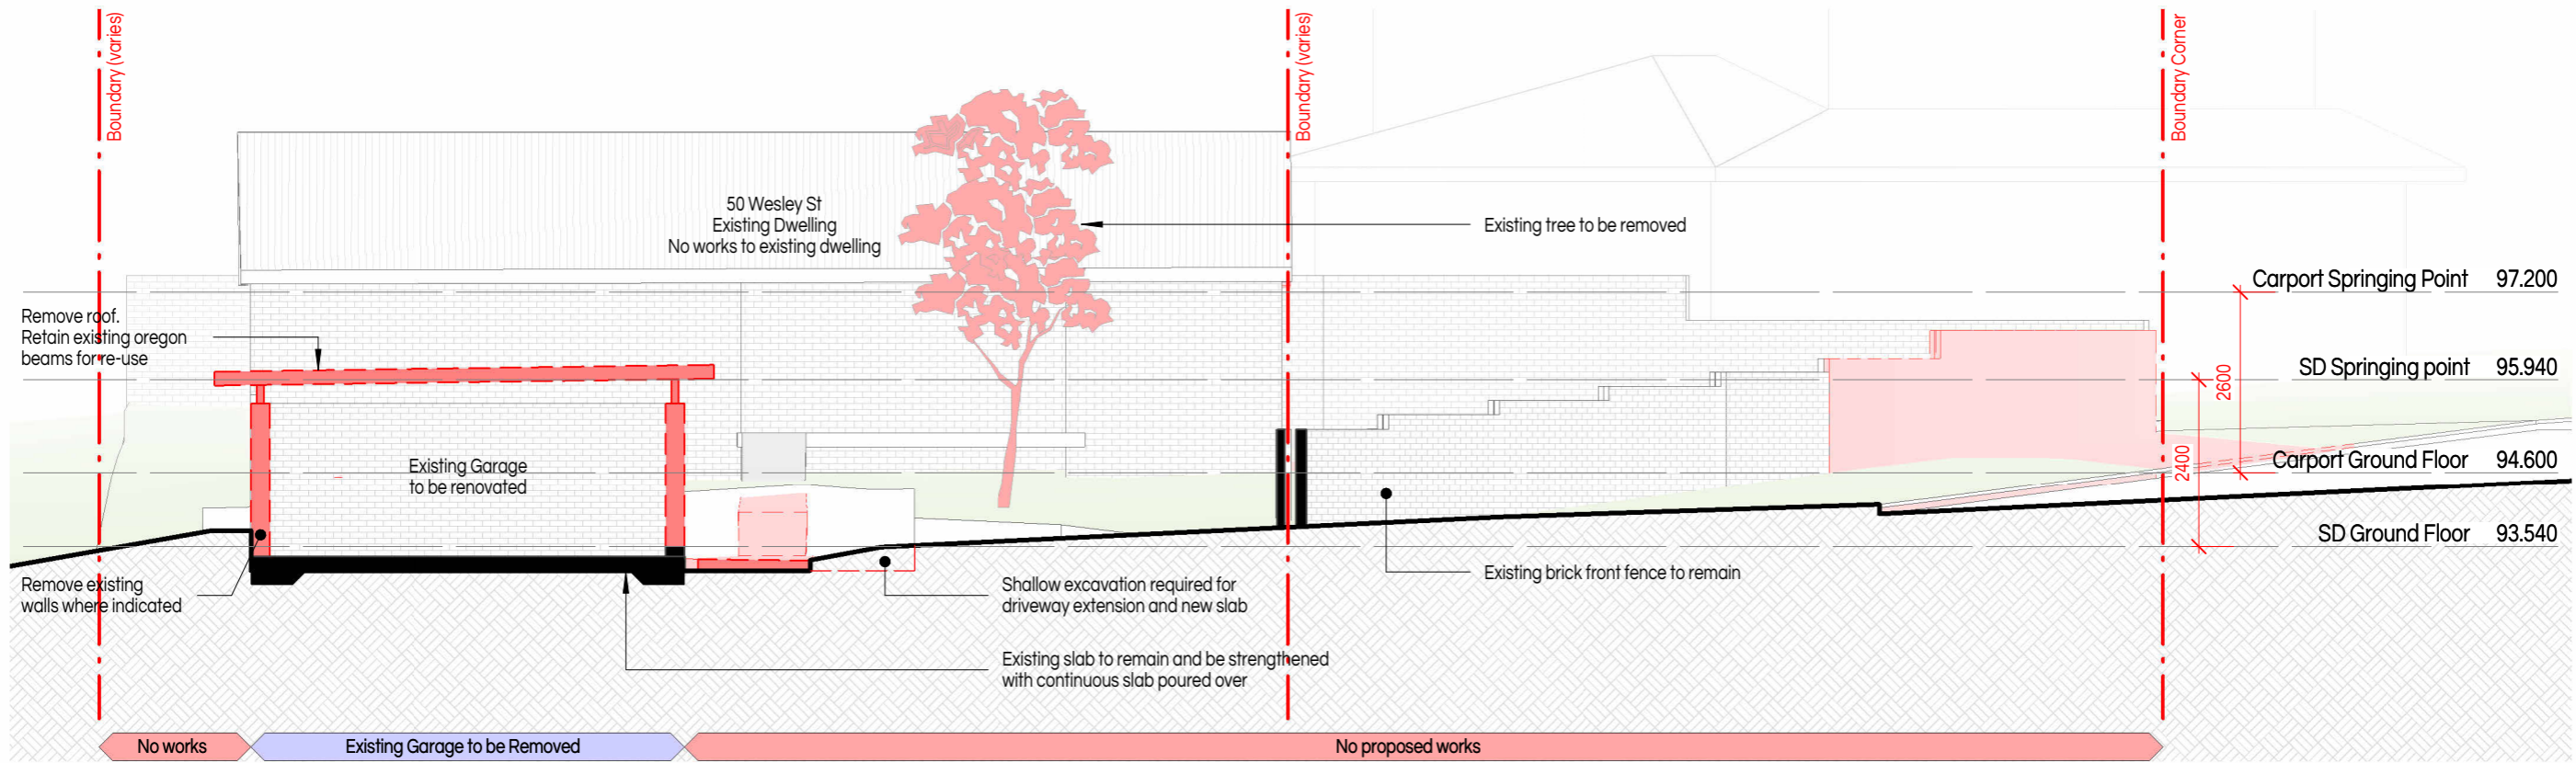 Boundary (varies)
Boundary (varies)
Boundary Corner
50 Wesley St
Existing Dwelling
No works to existing dwelling
Existing tree to be removed
Carport Springing Point 97.200
Remove roof.
Retain existing oregon
beams for re-use
SD Springing point 95.940
2600
2400
Existing Garage
to be renovated
Carport Ground Floor 94.600
SD Ground Floor 93.540
Remove existing
walls where indicated
Shallow excavation required for
driveway extension and new slab
Existing brick front fence to remain
Existing slab to remain and be strengthened
with continuous slab poured over
No works
Existing Garage to be Removed
No proposed works